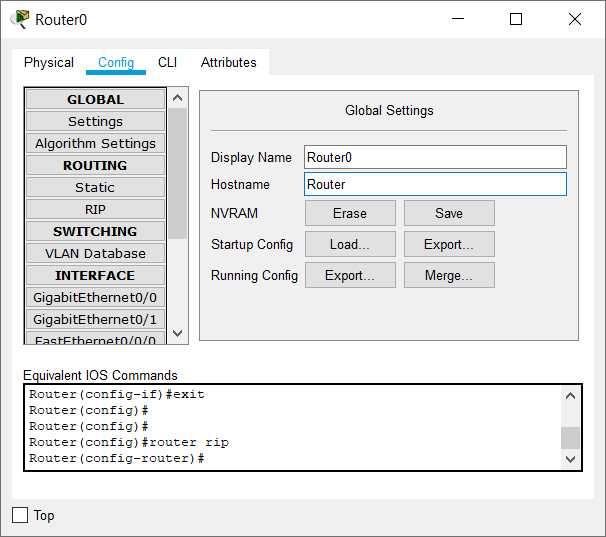 Router0
Physical Config CLI Attributes
GLOBAL
Settings
Algorithm Settings
ROUTING
Static
RIP
SWITCHING
VLAN Database
INTERFACE
GigabitEthernet0/0
GigabitEthernet0/1
FastEthernet0/0/0
Global Settings
Display Name Router0
Hostname Router
NVRAM Erase Save
Startup Config Load... Export...
Running Config Export... Merge...
Equivalent IOS Commands
Router(config-if)#exit
Router(config)#
Router(config)#
Router(config)#router rip
Router(config-router)#
Top